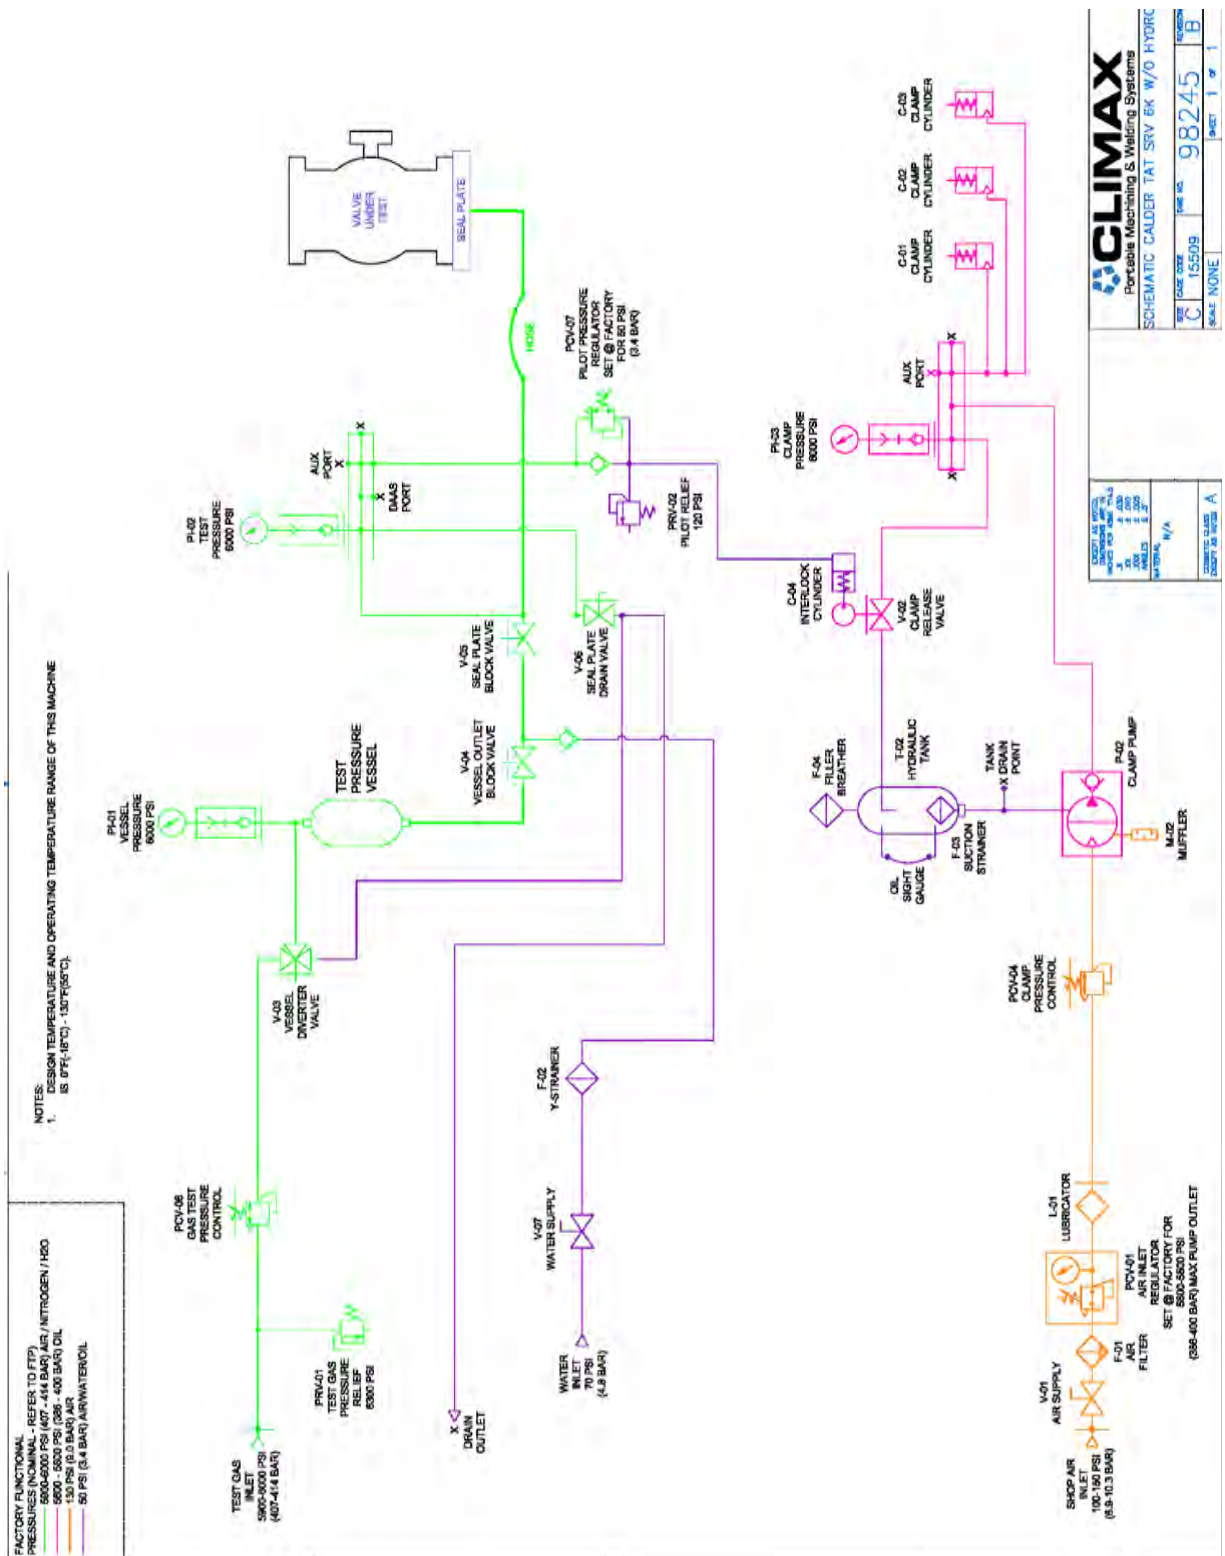 FACTORY FUNCTIONAL
PRESSURES (NOMINAL - REFER TO FTP)
5900-6000 PSI (407 - 414 BAR) AIR / NITROGEN / H2O
5600 - 5800 PSI (386 - 400 BAR) OIL
130 PSI (9.0 BAR) AIR
50 PSI (3.4 BAR) AIR/WATER/OIL
NOTES:
1. DESIGN TEMPERATURE AND OPERATING TEMPERATURE RANGE OF THIS MACHINE
IS 0°F(-18°C) - 130°F(55°C).
TEST GAS
INLET
5900-6000 PSI
(407-414 BAR)
PRV-01
TEST GAS
PRESSURE
RELIEF
6300 PSI
PCV-06
GAS TEST
PRESSURE
CONTROL
V-03
VESSEL
DIVERTER
VALVE
PI-01
VESSEL
PRESSURE
6000 PSI
TEST
PRESSURE
VESSEL
V-04
VESSEL OUTLET
BLOCK VALVE
V-05
SEAL PLATE
BLOCK VALVE
V-06
SEAL PLATE
DRAIN VALVE
PI-02
TEST
PRESSURE
6000 PSI
AUX
PORT
X
X
X
DAAS
PORT
HOSE
VALVE
UNDER
TEST
SEAL PLATE
PCV-07
PILOT PRESSURE
REGULATOR
SET @ FACTORY
FOR 50 PSI
(3.4 BAR)
PRV-02
PILOT RELIEF
120 PSI
X
DRAIN
OUTLET
WATER
INLET
70 PSI
(4.8 BAR)
V-07
WATER SUPPLY
F-02
Y-STRAINER
C-04
INTERLOCK
CYLINDER
V-02
CLAMP
RELEASE
VALVE
PI-03
CLAMP
PRESSURE
6000 PSI
AUX
PORT
X
X
X
C-01
CLAMP
CYLINDER
C-02
CLAMP
CYLINDER
C-03
CLAMP
CYLINDER
F-04
FILLER
BREATHER
T-02
HYDRAULIC
TANK
OIL
SIGHT
GAUGE
F-03
SUCTION
STRAINER
TANK
X DRAIN
POINT
P-02
CLAMP PUMP
M-02
MUFFLER
PCV-04
CLAMP
PRESSURE
CONTROL
L-01
LUBRICATOR
PCV-01
AIR INLET
REGULATOR
SET @ FACTORY FOR
5600-5800 PSI
(386-400 BAR) MAX PUMP OUTLET
F-01
AIR
FILTER
V-01
AIR SUPPLY
SHOP AIR
INLET
100-150 PSI
(6.9-10.3 BAR)
MATERIAL
N/A
A
CLIMAX
Portable Machining & Welding Systems
SCHEMATIC CALDER TAT SRV 6K W/O HYDRO
SIZE
C
CAGE CODE
15509
DWG NO.
98245
REVISION
B
SCALE NONE
SHEET 1 OF 1